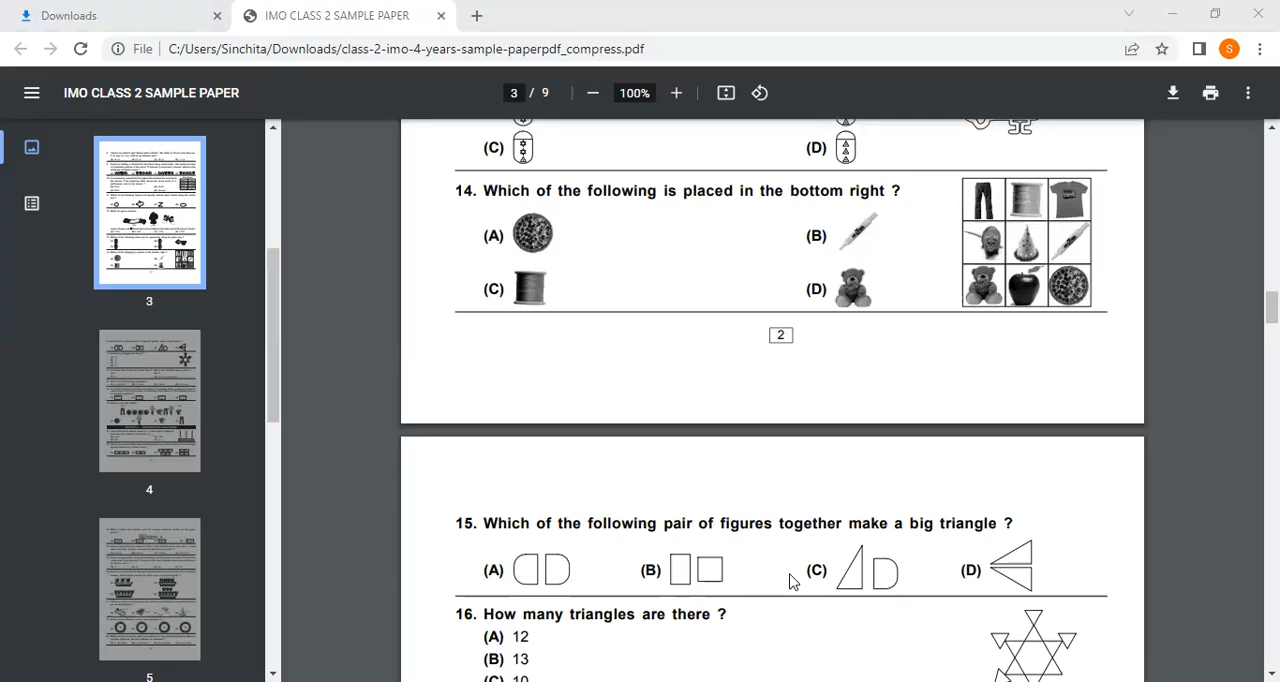 Downloads
IMO CLASS 2 SAMPLE PAPER
File
C:/Users/Sinchita/Downloads/class-2-imo-4-years-sample-paperpdf_compress.pdf
S
IMO CLASS 2 SAMPLE PAPER
3 / 9
100%
3
4
5
(C)
(D)
14. Which of the following is placed in the bottom right ?
(A)
(B)
(C)
(D)
2
15. Which of the following pair of figures together make a big triangle ?
(A)
(B)
(C)
(D)
16. How many triangles are there ?
(A) 12
(B) 13
(C) 10